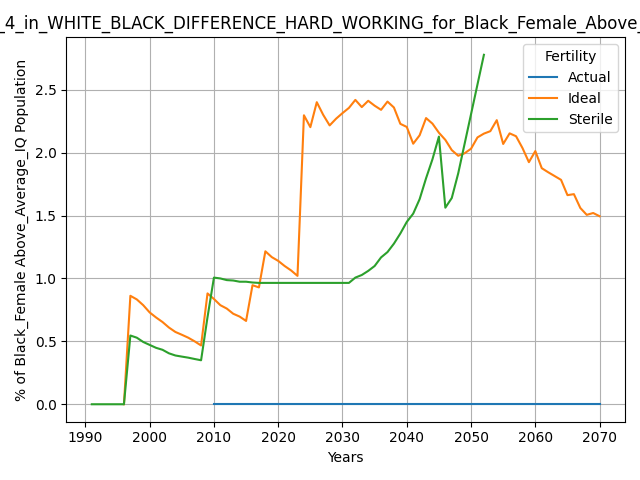 _4_in_WHITE_BLACK_DIFFERENCE_HARD_WORKING_for_Black_Female_Above_
Fertility
Actual
Ideal
Sterile
% of Black_Female Above_Average_IQ Population
2.5
2.0
1.5
1.0
0.5
0.0
1990 2000 2010 2020 2030 2040 2050 2060 2070
Years